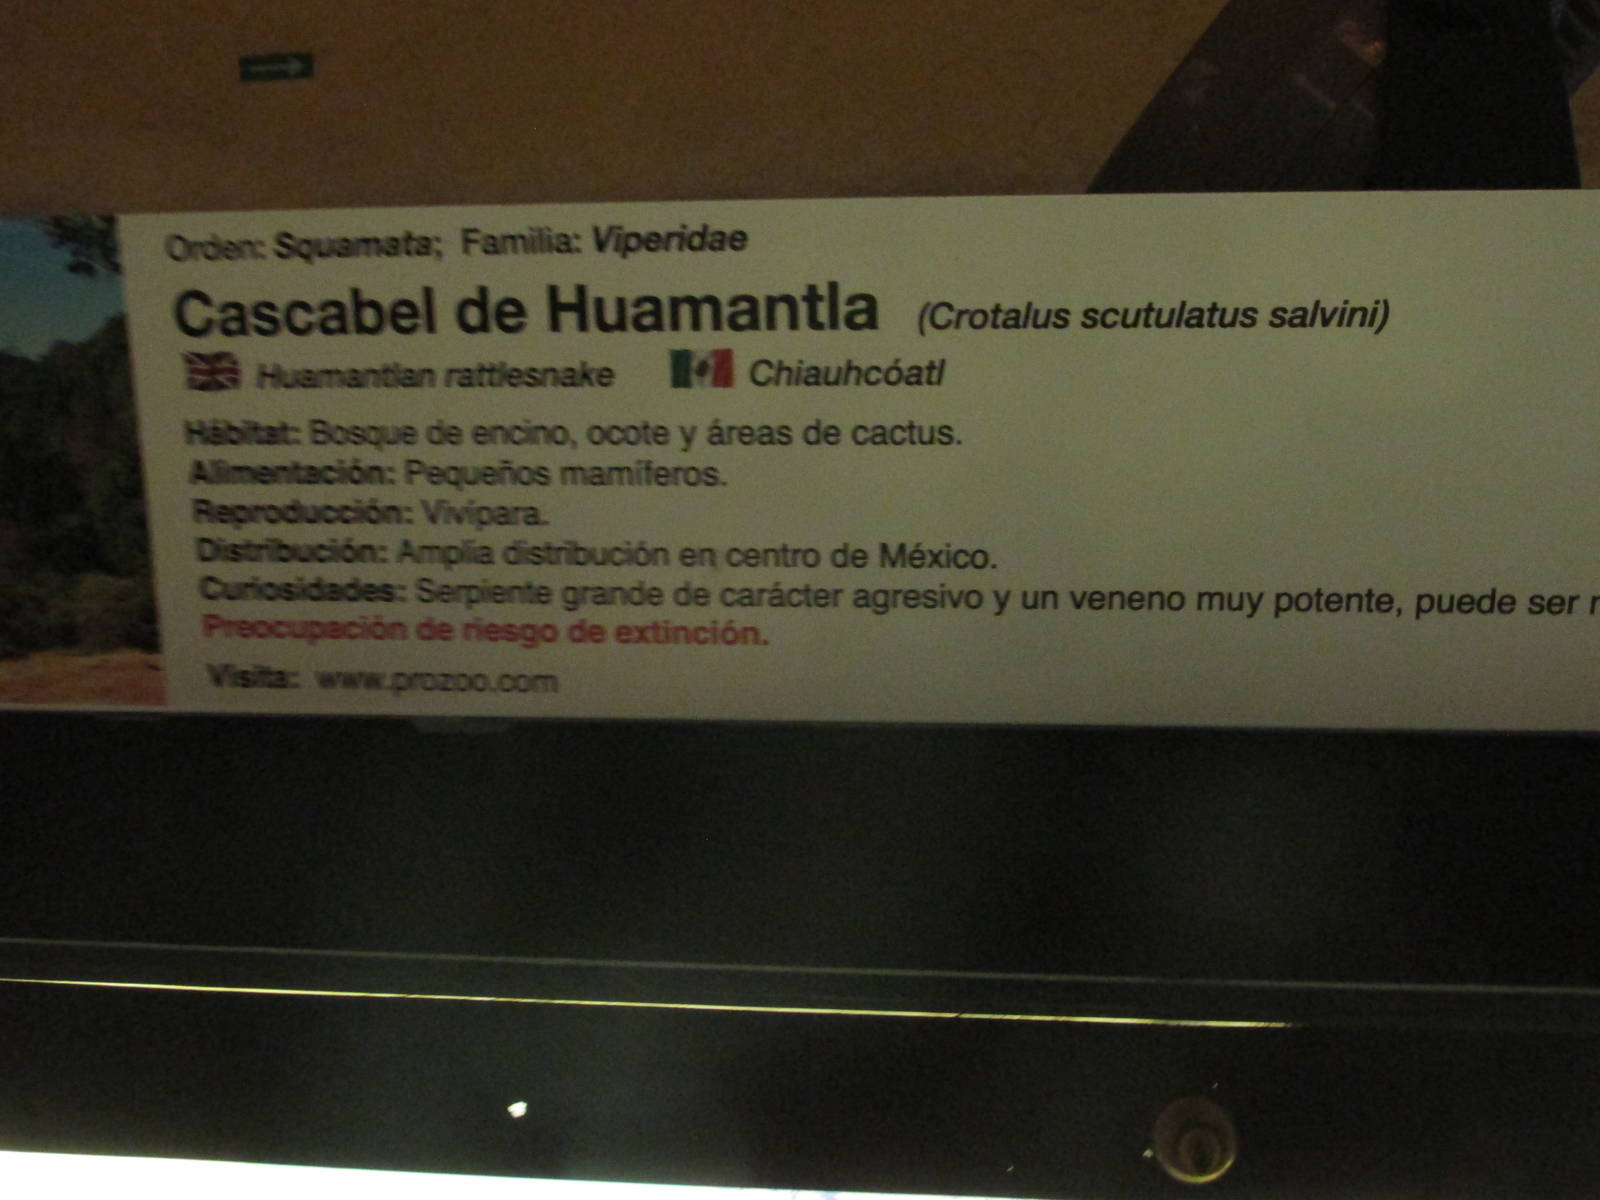 Orden: Squamata; Familia: Viperidae
Cascabel de Huamantla (Crotalus scutulatus salvini)
Huamantlan rattlesnake Chiauhcóatl
Hábitat: Bosque de encino, ocote y áreas de cactus.
Alimentación: Pequeños mamíferos.
Reproducción: Vivípara.
Distribución: Amplia distribución en centro de México.
Curiosidades: Serpiente grande de carácter agresivo y un veneno muy potente, puede ser
Preocupación de riesgo de extinción.
Visita: www.prozoo.com